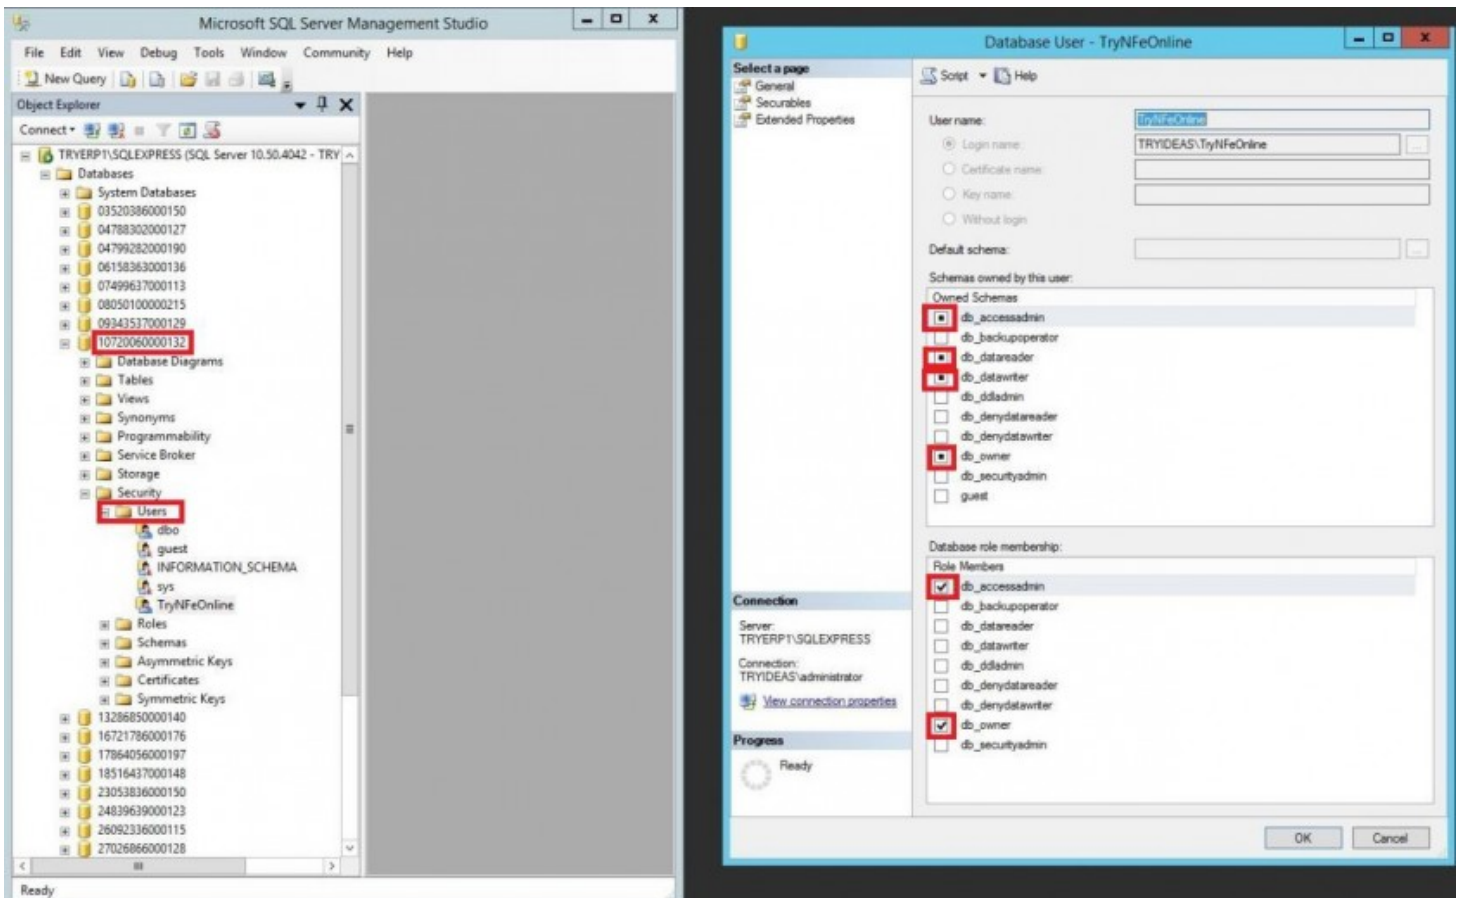 Microsoft SQL Server Management Studio
File Edit View Debug Tools Window Community Help
New Query
Object Explorer
Connect
TRYERP1\SQLEXPRESS (SQL Server 10.50.4042 - TRY
Databases
System Databases
03520386000150
04788302000127
04799282000190
06158363000136
07499637000113
08050100000215
09343537000129
10720060000132
Database Diagrams
Tables
Views
Synonyms
Programmability
Service Broker
Storage
Security
Users
dbo
guest
INFORMATION_SCHEMA
sys
TryNFeOnline
Roles
Schemas
Asymmetric Keys
Certificates
Symmetric Keys
13286850000140
16721786000176
17864056000197
18516437000148
23053836000150
24839639000123
26092336000115
27026866000128
Ready
Database User - TryNFeOnline
Select a page
General
Securables
Extended Properties
Script Help
User name: TryNFeOnline
Login name: TRYIDEAS\TryNFeOnline
...
Certificate name:
Key name:
Without login
Default schema:
...
Schemas owned by this user:
Owned Schemas
db_accessadmin
db_backupoperator
db_datareader
db_datawriter
db_ddladmin
db_denydatareader
db_denydatawriter
db_owner
db_securityadmin
guest
Database role membership:
Role Members
db_accessadmin
db_backupoperator
db_datareader
db_datawriter
db_ddladmin
db_denydatareader
db_denydatawriter
db_owner
db_securityadmin
Connection
Server:
TRYERP1\SQLEXPRESS
Connection:
TRYIDEAS\administrator
View connection properties
Progress
Ready
OK Cancel